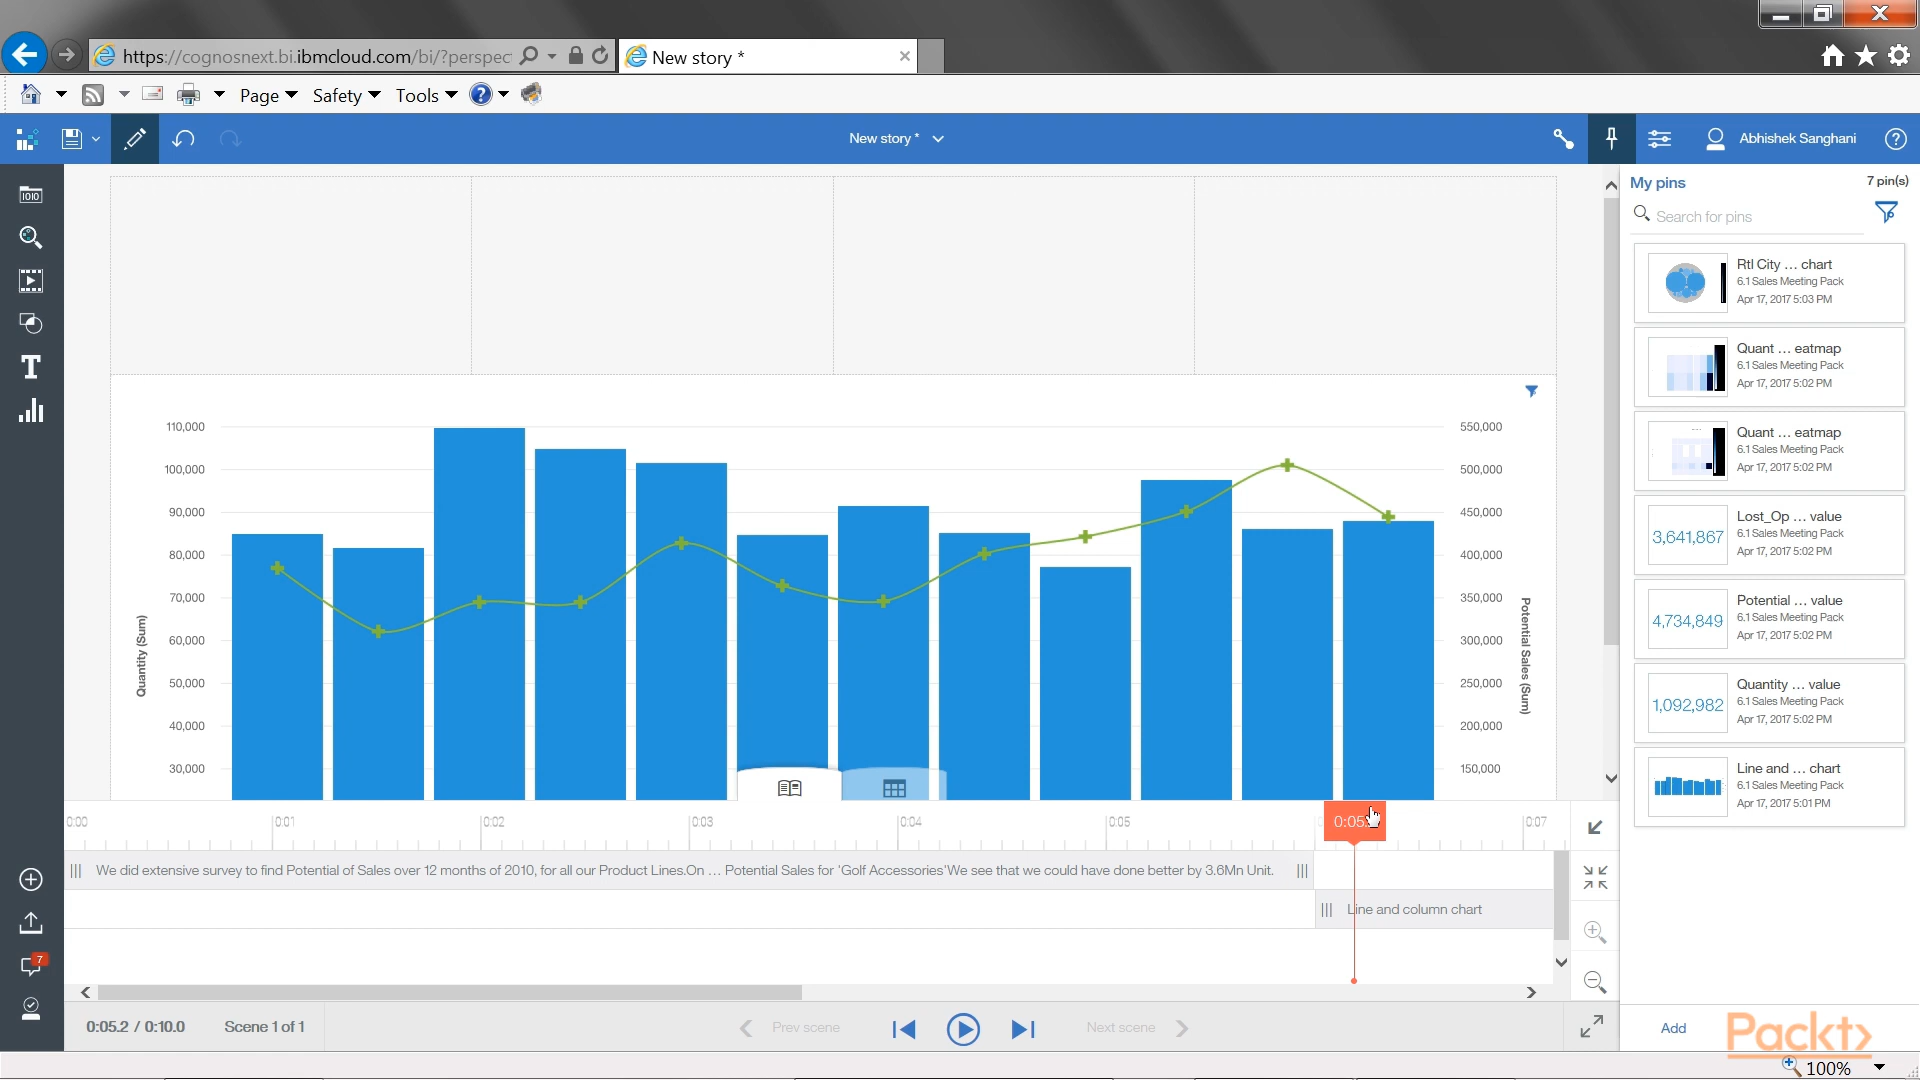 https://cognosnext.bi.ibmcloud.com/bi/?perspec
New story *
Page
Safety
Tools
New story *
Abhishek Sanghani
My pins
7 pin(s)
Search for pins
Rtl City ... chart
6.1 Sales Meeting Pack
Apr 17, 2017 5:03 PM
Quant ... eatmap
6.1 Sales Meeting Pack
Apr 17, 2017 5:02 PM
Quant ... eatmap
6.1 Sales Meeting Pack
Apr 17, 2017 5:02 PM
3,641,867
Lost_Op ... value
6.1 Sales Meeting Pack
Apr 17, 2017 5:02 PM
4,734,849
Potential ... value
6.1 Sales Meeting Pack
Apr 17, 2017 5:02 PM
1,092,982
Quantity ... value
6.1 Sales Meeting Pack
Apr 17, 2017 5:02 PM
Line and ... chart
6.1 Sales Meeting Pack
Apr 17, 2017 5:01 PM
Add
1010
T
7
110,000
100,000
90,000
80,000
70,000
60,000
50,000
40,000
30,000
Quantity (Sum)
550,000
500,000
450,000
400,000
350,000
300,000
250,000
200,000
150,000
Potential Sales (Sum)
0:00
0:01
0:02
0:03
0:04
0:05
0:05
0:07
We did extensive survey to find Potential of Sales over 12 months of 2010, for all our Product Lines.On ... Potential Sales for 'Golf Accessories'We see that we could have done better by 3.6Mn Unit.
Line and column chart
0:05.2 / 0:10.0
Scene 1 of 1
Prev scene
Next scene
Packt>
100%